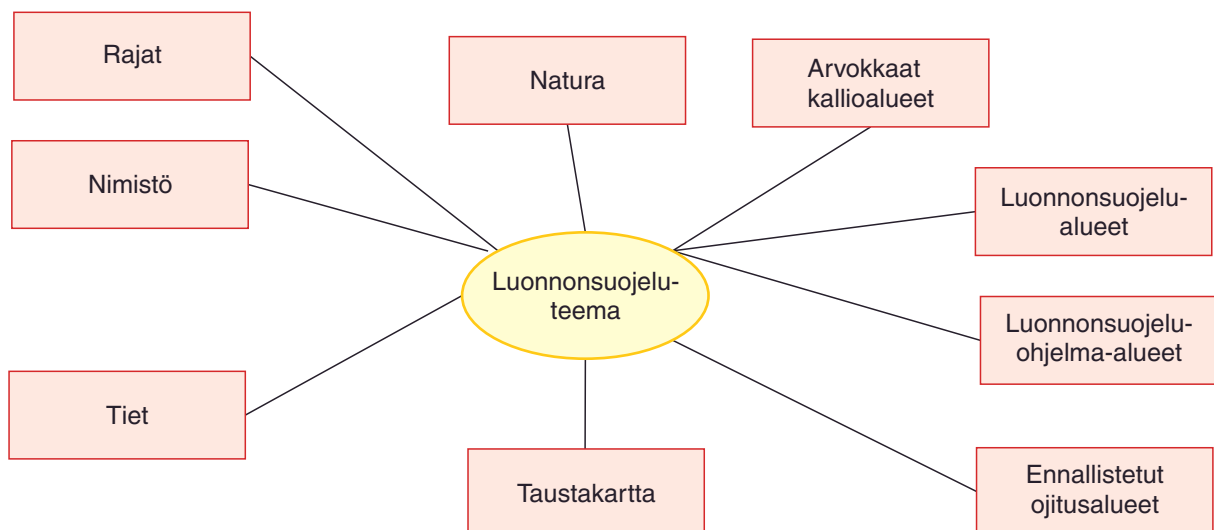 Rajat
Natura
Arvokkaat
kallioalueet
Nimistö
Luonnonsuojelu-
alueet
Luonnonsuojelu-
teema
Luonnonsuojelu-
ohjelma-alueet
Tiet
Taustakartta
Ennallistetut
ojitusalueet